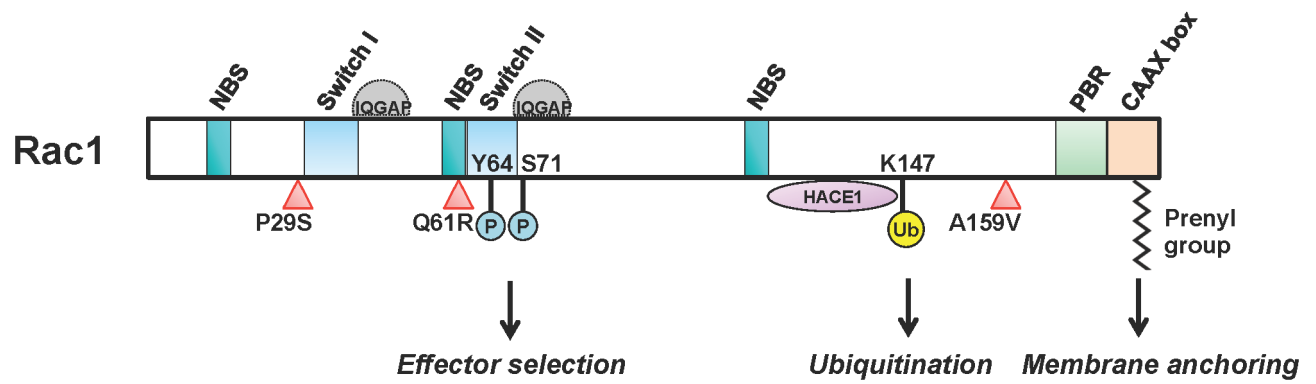 NBS
Switch I
IQGAP
NBS
Switch II
IQGAP
NBS
PBR
CAAX box
Rac1
Y64
S71
K147
HACE1
P29S
Q61R
P
P
Ub
A159V
Prenyl
group
Effector selection
Ubiquitination
Membrane anchoring